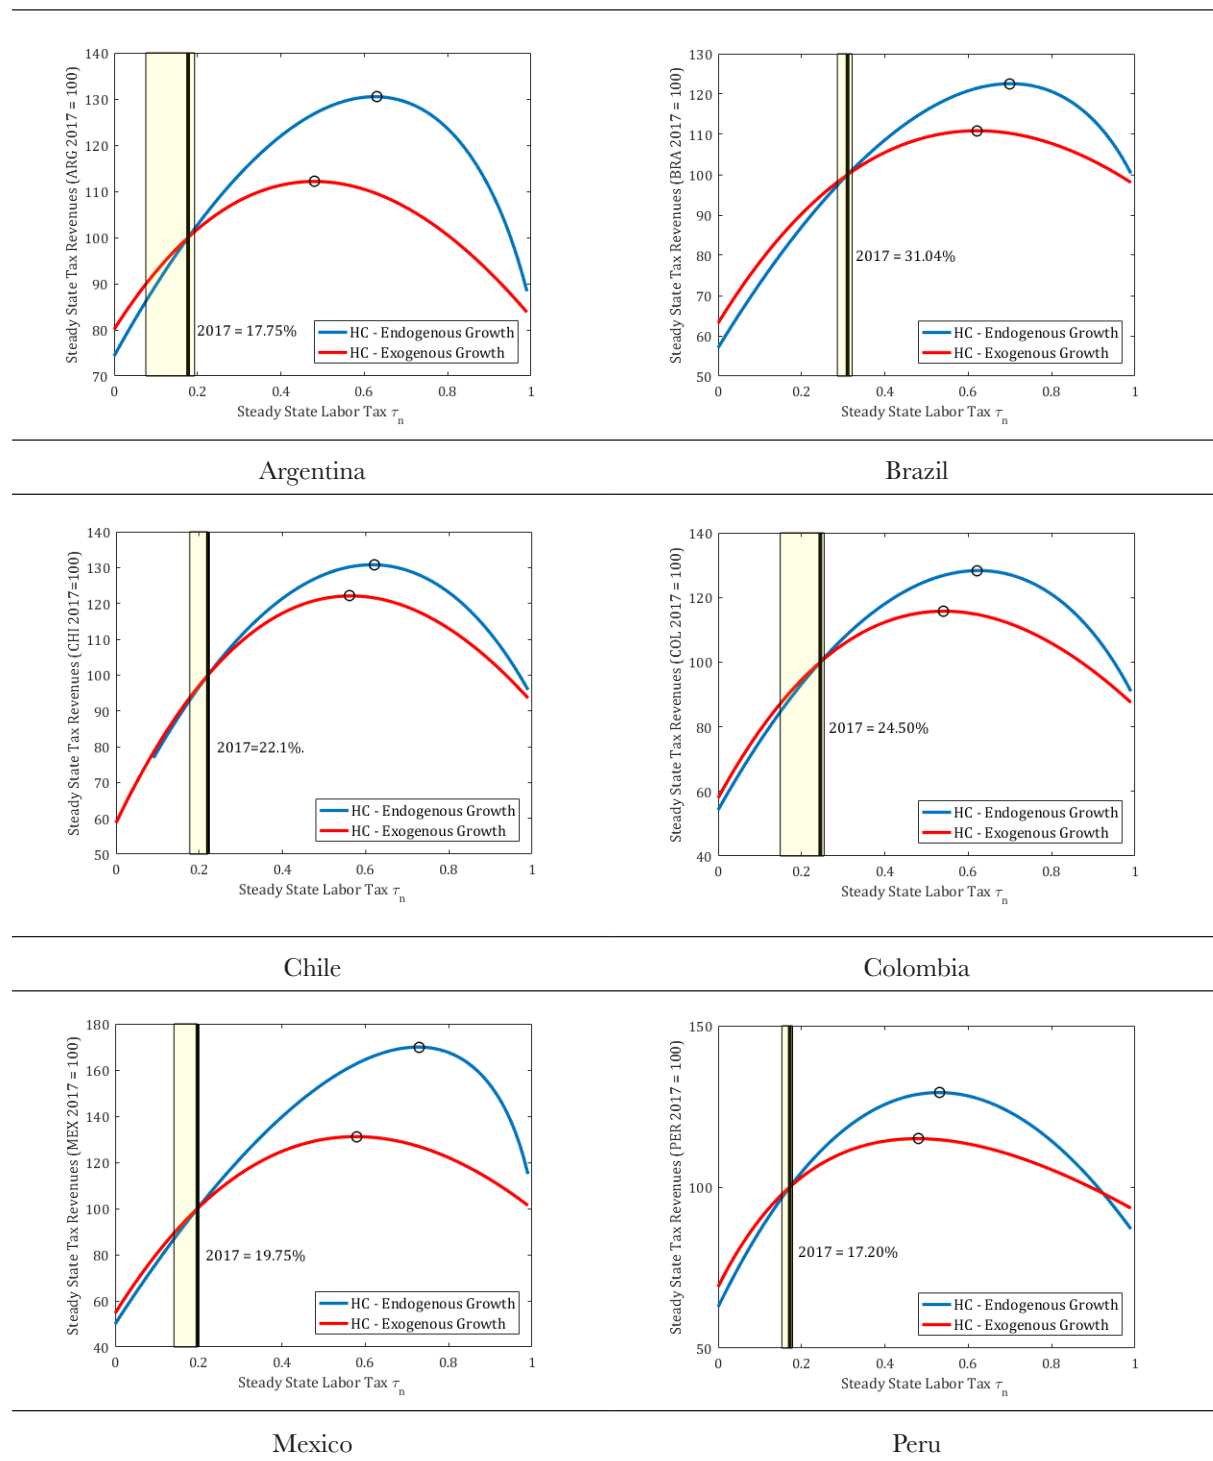 Steady State Tax Revenues (ARG 2017 = 100)
140
130
120
110
100
90
80
70
2017 = 17.75%
HC - Endogenous Growth
HC - Exogenous Growth
0
0.2
0.4
0.6
0.8
1
Steady State Labor Tax τn
Steady State Tax Revenues (BRA 2017 = 100)
130
120
110
100
90
80
70
60
50
2017 = 31.04%
HC - Endogenous Growth
HC - Exogenous Growth
0
0.2
0.4
0.6
0.8
1
Steady State Labor Tax τn
Argentina
Brazil
Steady State Tax Revenues (CHI 2017=100)
140
130
120
110
100
90
80
70
60
50
2017=22.1%.
HC - Endogenous Growth
HC - Exogenous Growth
0
0.2
0.4
0.6
0.8
1
Steady State Labor Tax τn
Steady State Tax Revenues (COL 2017 = 100)
140
120
100
80
60
40
2017 = 24.50%
HC - Endogenous Growth
HC - Exogenous Growth
0
0.2
0.4
0.6
0.8
1
Steady State Labor Tax τn
Chile
Colombia
Steady State Tax Revenues (MEX 2017 = 100)
180
160
140
120
100
80
60
40
2017 = 19.75%
HC - Endogenous Growth
HC - Exogenous Growth
0
0.2
0.4
0.6
0.8
1
Steady State Labor Tax τn
Steady State Tax Revenues (PER 2017 = 100)
150
100
50
2017 = 17.20%
HC - Endogenous Growth
HC - Exogenous Growth
0
0.2
0.4
0.6
0.8
1
Steady State Labor Tax τn
Mexico
Peru